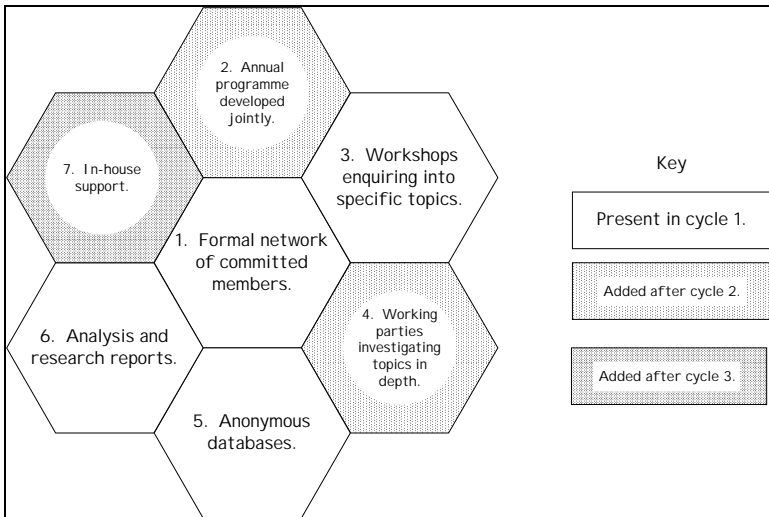 2. Annual
programme
developed
jointly.
7. In-house
support.
3. Workshops
enquiring into
specific topics.
1. Formal network
of committed
members.
6. Analysis and
research reports.
4. Working
parties
investigating
topics in
depth.
5. Anonymous
databases.
Key
Present in cycle 1.
Added after cycle 2.
Added after cycle 3.